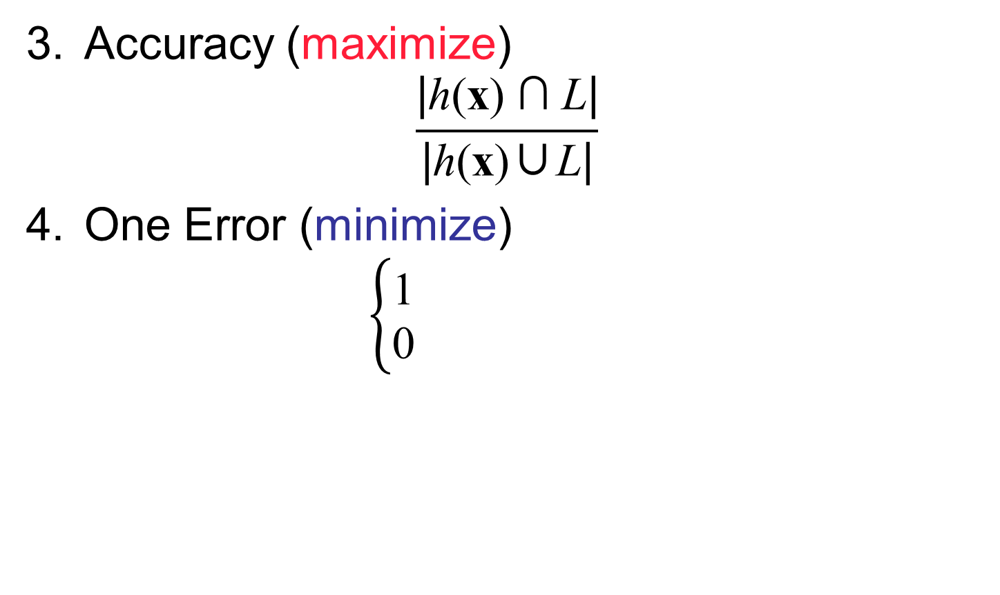 3. Accuracy (maximize)
|h(x) ∩ L|
|h(x) ∪ L|
4. One Error (minimize)
{1
0